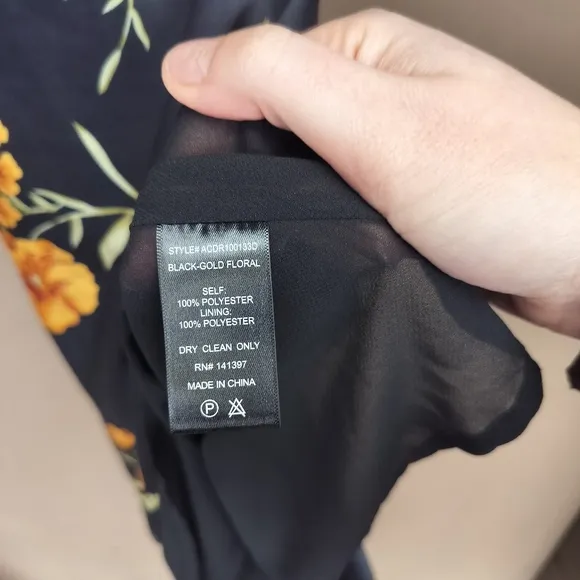 STYLE# ACDR100133D
BLACK-GOLD FLORAL
SELF:
100% POLYESTER
LINING:
100% POLYESTER
DRY CLEAN ONLY
RN# 141397
MADE IN CHINA
P